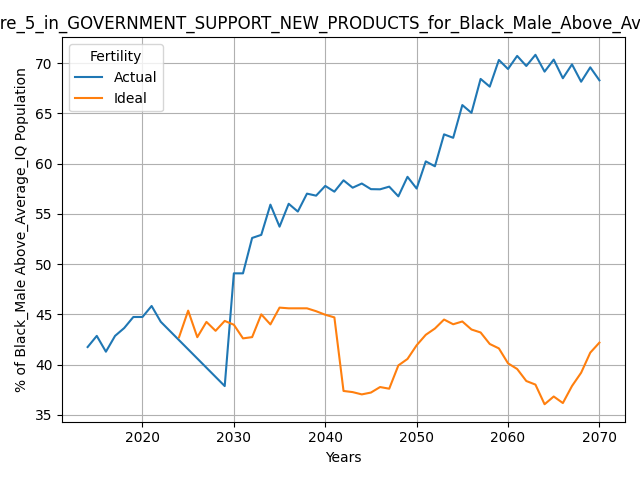 re_5_in_GOVERNMENT_SUPPORT_NEW_PRODUCTS_for_Black_Male_Above_Av
Fertility
Actual
Ideal
% of Black_Male Above_Average_IQ Population
70
65
60
55
50
45
40
35
2020 2030 2040 2050 2060 2070
Years